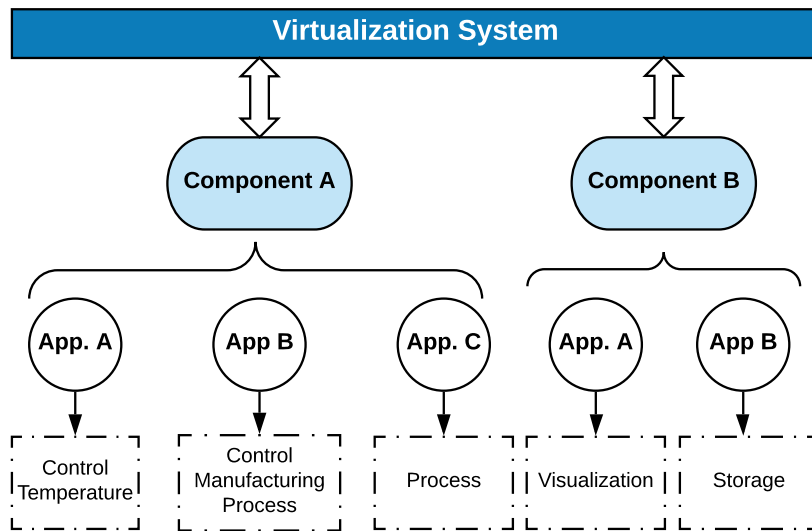 Virtualization System
Component A
Component B
App. A
App B
App. C
App. A
App B
Control
Temperature
Control
Manufacturing
Process
Process
Visualization
Storage